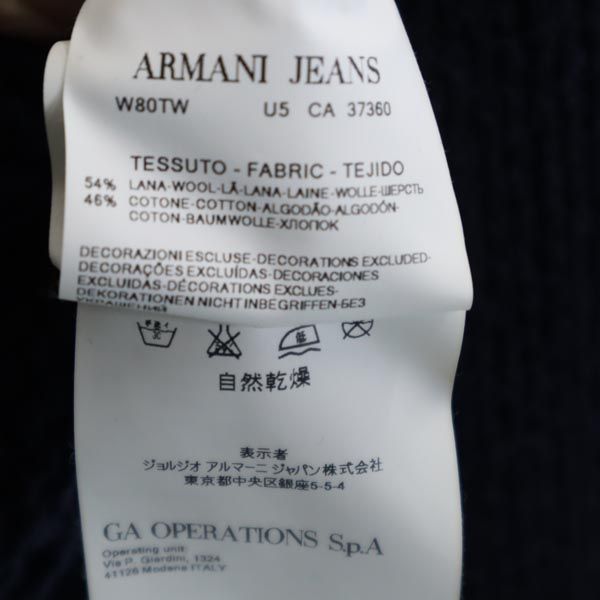 ARMANI JEANS
W80TW U5 CA 37360
TESSUTO - FABRIC - TEJIDO
54% LANA-WOOL-LÃ-LANA-LAINE-WOLLE-ШЕРСТЬ
46% COTONE-COTTON-ALGODÃO-ALGODÓN-
COTON-BAUMWOLLE-ХЛОПОК
DECORAZIONI ESCLUSE-DECORATIONS EXCLUDED-
DECORAÇÕES EXCLUÍDAS-DECORACIONES
EXCLUIDAS-DÉCORATIONS EXCLUES-
DEKORATIONEN NICHT INBEGRIFFEN-БЕЗ
УКРАШЕНИЙ
低
自然乾燥
表示者
ジョルジオ アルマーニ ジャパン株式会社
東京都中央区銀座5-5-4
GA OPERATIONS S.p.A
Operating unit:
Via P. Giardini, 1324
41126 Modena ITALY